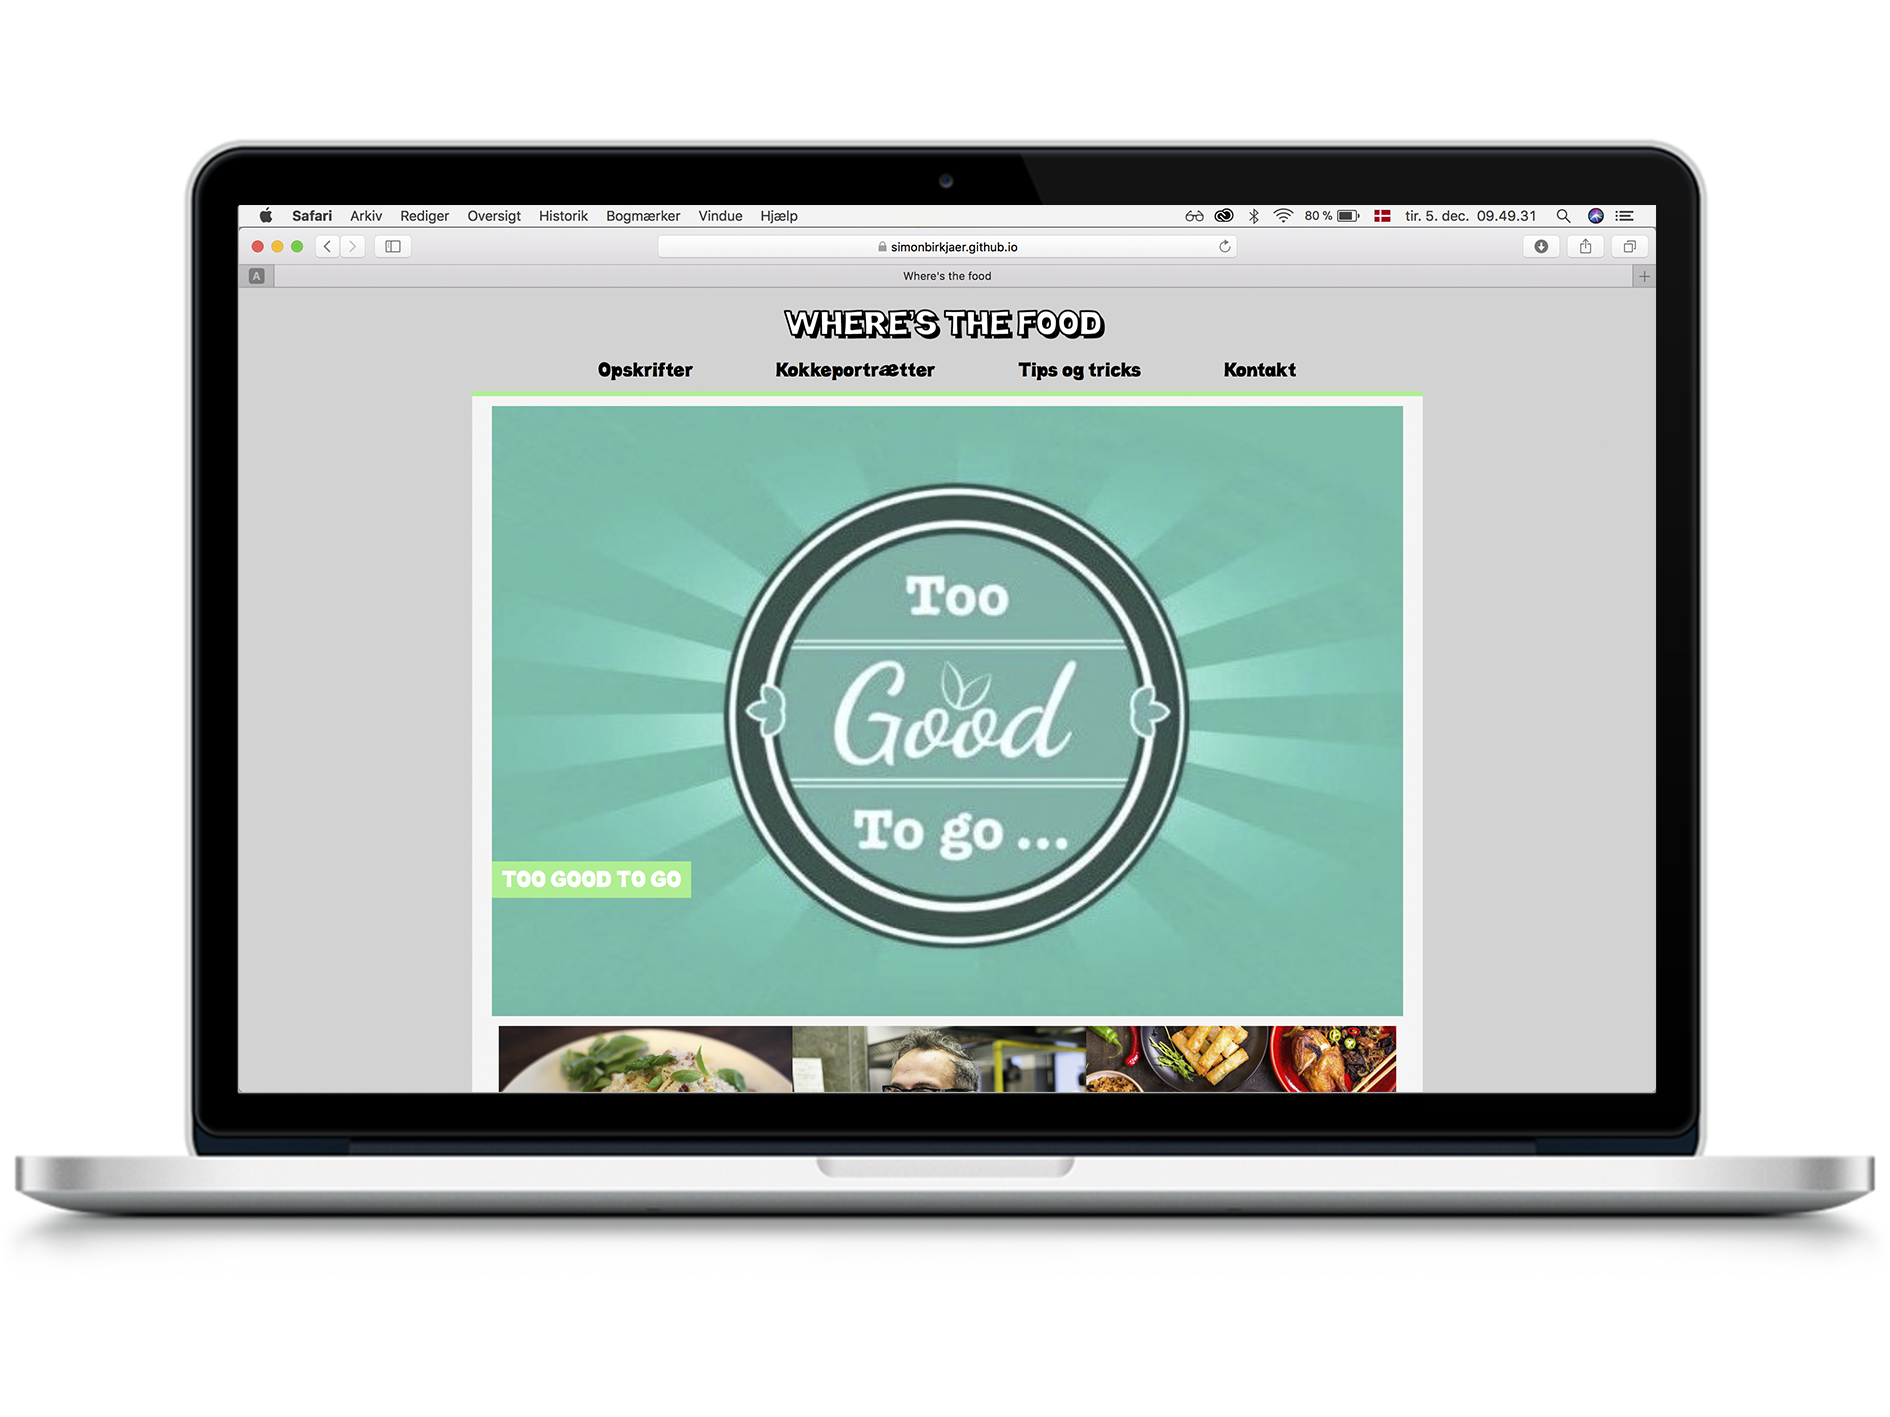 Safari Arkiv Rediger Oversigt Historik Bogmærker Vindue Hjælp 80 % tir. 5. dec. 09.49.31
simonbirkjaer.github.io
A Where's the food
WHERE'S THE FOOD
Opskrifter Kokkeportrætter Tips og tricks Kontakt
Too
Good
To go ...
TOO GOOD TO GO